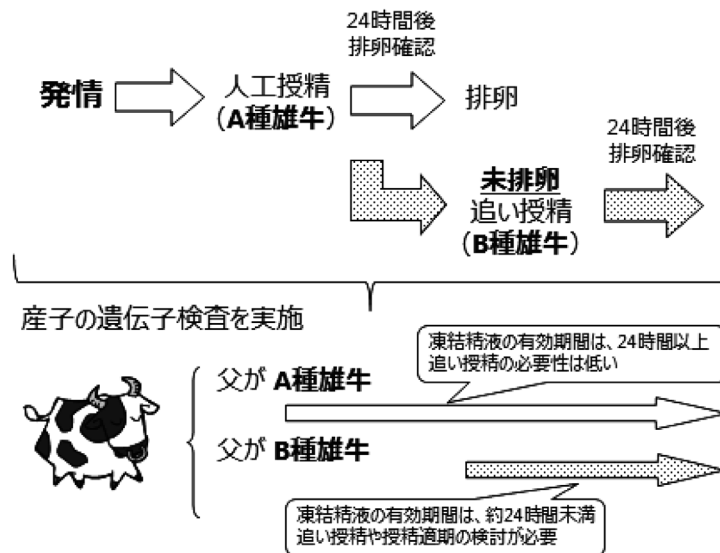 24時間後
排卵確認
発情
人工授精
（A種雄牛）
排卵
24時間後
排卵確認
未排卵
追い授精
（B種雄牛）
産子の遺伝子検査を実施
凍結精液の有効期間は、24時間以上
追い授精の必要性は低い
父が A種雄牛
父が B種雄牛
凍結精液の有効期間は、約24時間未満
追い授精や授精適期の検討が必要